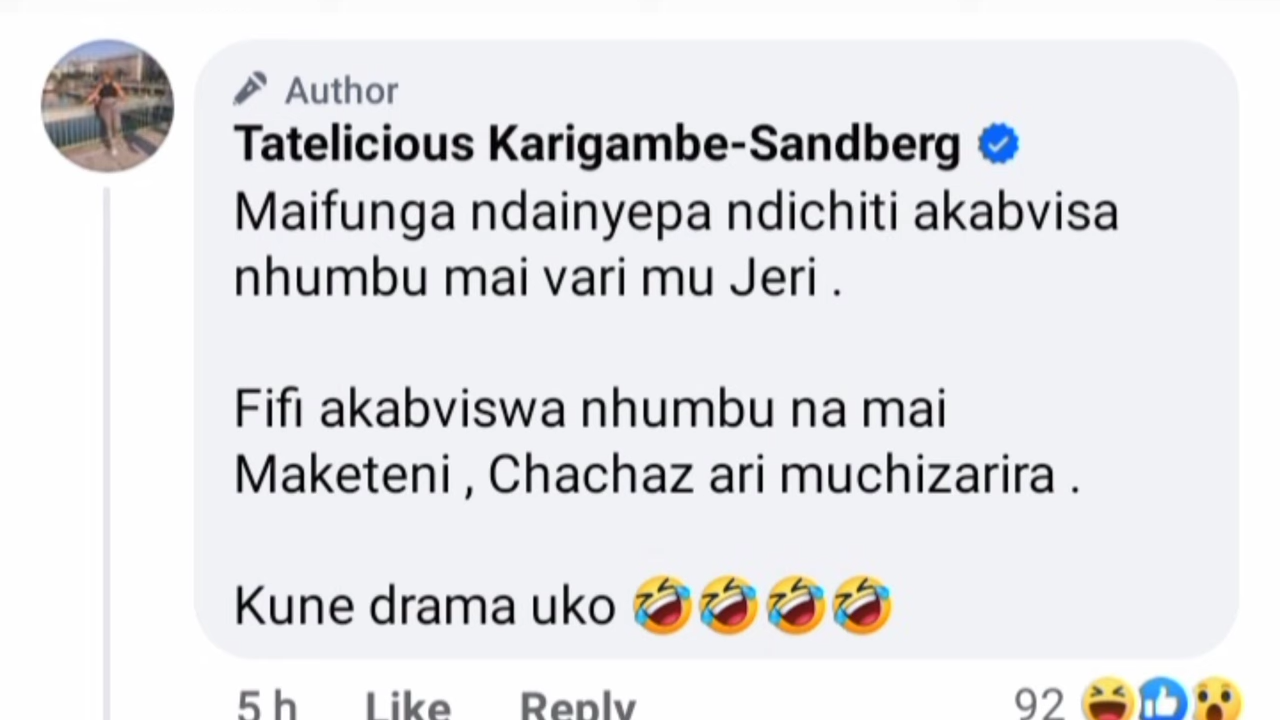 Author
Tatelicious Karigambe-Sandberg
Maifunga ndainyepa ndichiti akabvisa
nhumbu mai vari mu Jeri .
Fifi akabviswa nhumbu na mai
Maketeni , Chachaz ari muchizarira .
Kune drama uko 🤣🤣🤣🤣
5 h Like Reply 92